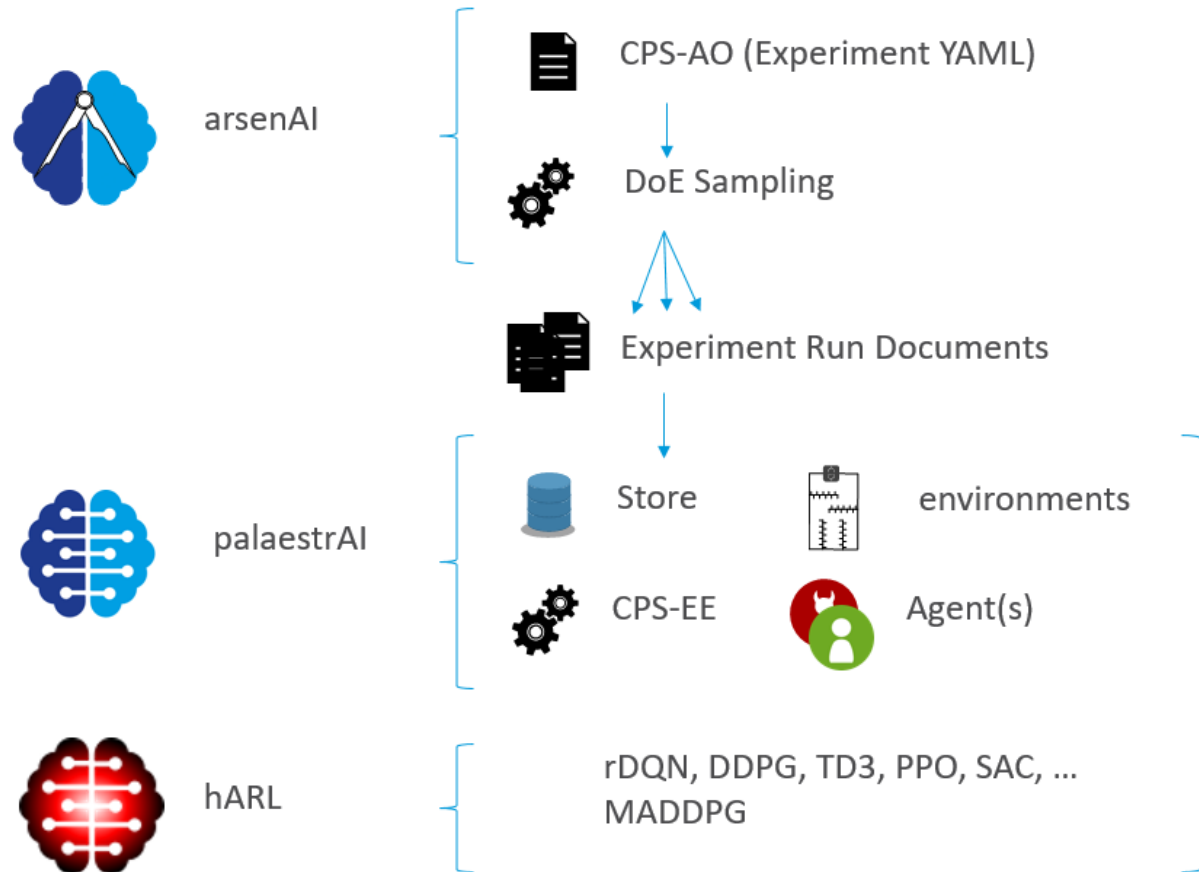 CPS-AO (Experiment YAML)
arsenAI
DoE Sampling
Experiment Run Documents
Store
environments
palaestrAI
CPS-EE
Agent(s)
rDQN, DDPG, TD3, PPO, SAC, ...
MADDPG
hARL